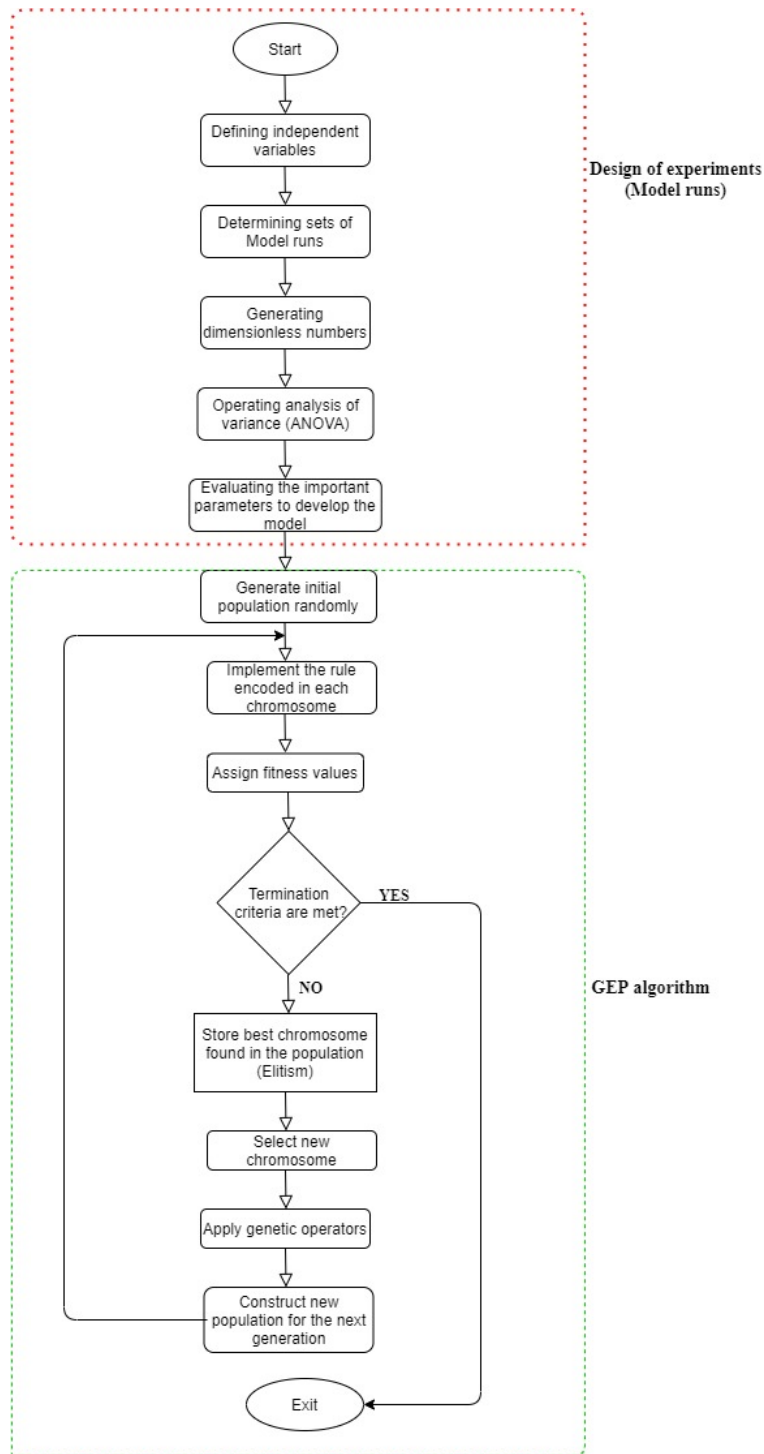 Start
Defining independent
variables
Design of experiments
(Model runs)
Determining sets of
Model runs
Generating
dimensionless numbers
Operating analysis of
variance (ANOVA)
Evaluating the important
parameters to develop the
model
Generate initial
population randomly
Implement the rule
encoded in each
chromosome
Assign fitness values
Termination
criteria are met?
YES
NO
GEP algorithm
Store best chromosome
found in the population
(Elitism)
Select new
chromosome
Apply genetic operators
Construct new
population for the next
generation
Exit